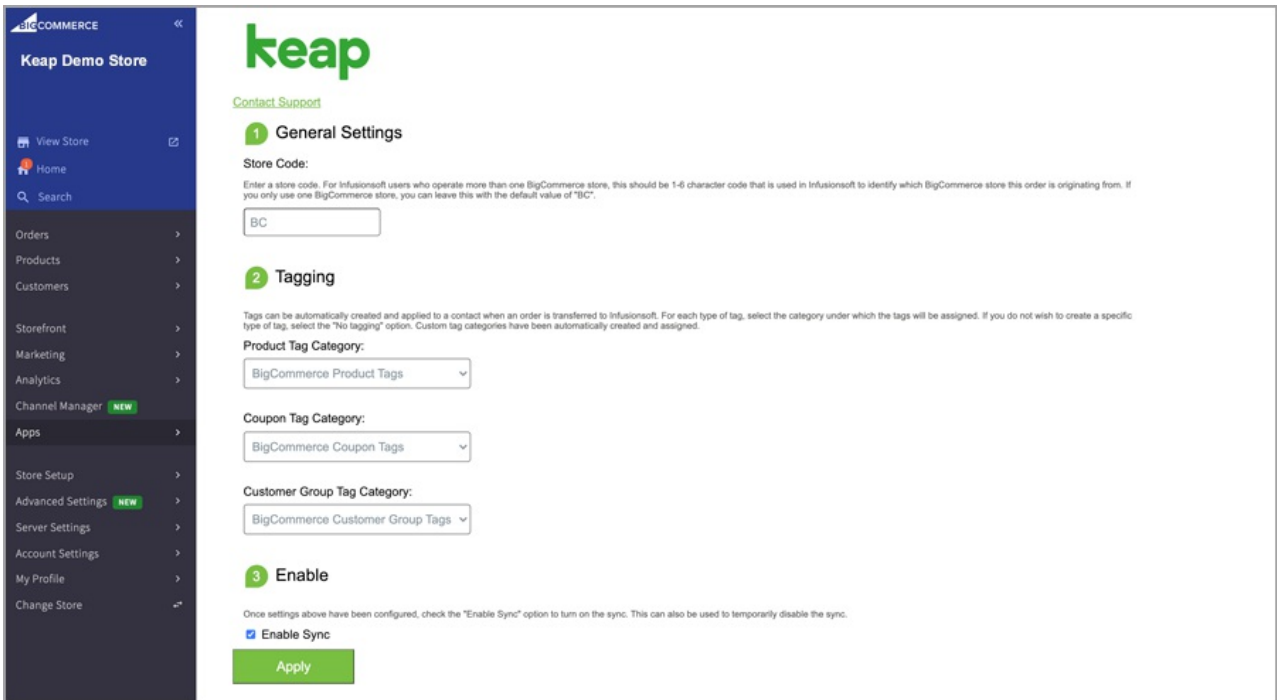 BIGCOMMERCE
Keap Demo Store
View Store
Home
Search
Orders
Products
Customers
Storefront
Marketing
Analytics
Channel Manager NEW
Apps
Store Setup
Advanced Settings NEW
Server Settings
Account Settings
My Profile
Change Store
keap
Contact Support
1 General Settings
Store Code:
Enter a store code. For Infusionsoft users who operate more than one BigCommerce store, this should be 1-6 character code that is used in Infusionsoft to identify which BigCommerce store this order is originating from. If
you only use one BigCommerce store, you can leave this with the default value of "BC".
BC
2 Tagging
Tags can be automatically created and applied to a contact when an order is transferred to Infusionsoft. For each type of tag, select the category under which the tags will be assigned. If you do not wish to create a specific
type of tag, select the "No tagging" option. Custom tag categories have been automatically created and assigned.
Product Tag Category:
BigCommerce Product Tags
Coupon Tag Category:
BigCommerce Coupon Tags
Customer Group Tag Category:
BigCommerce Customer Group Tags
3 Enable
Once settings above have been configured, check the "Enable Sync" option to turn on the sync. This can also be used to temporarily disable the sync.
Enable Sync
Apply